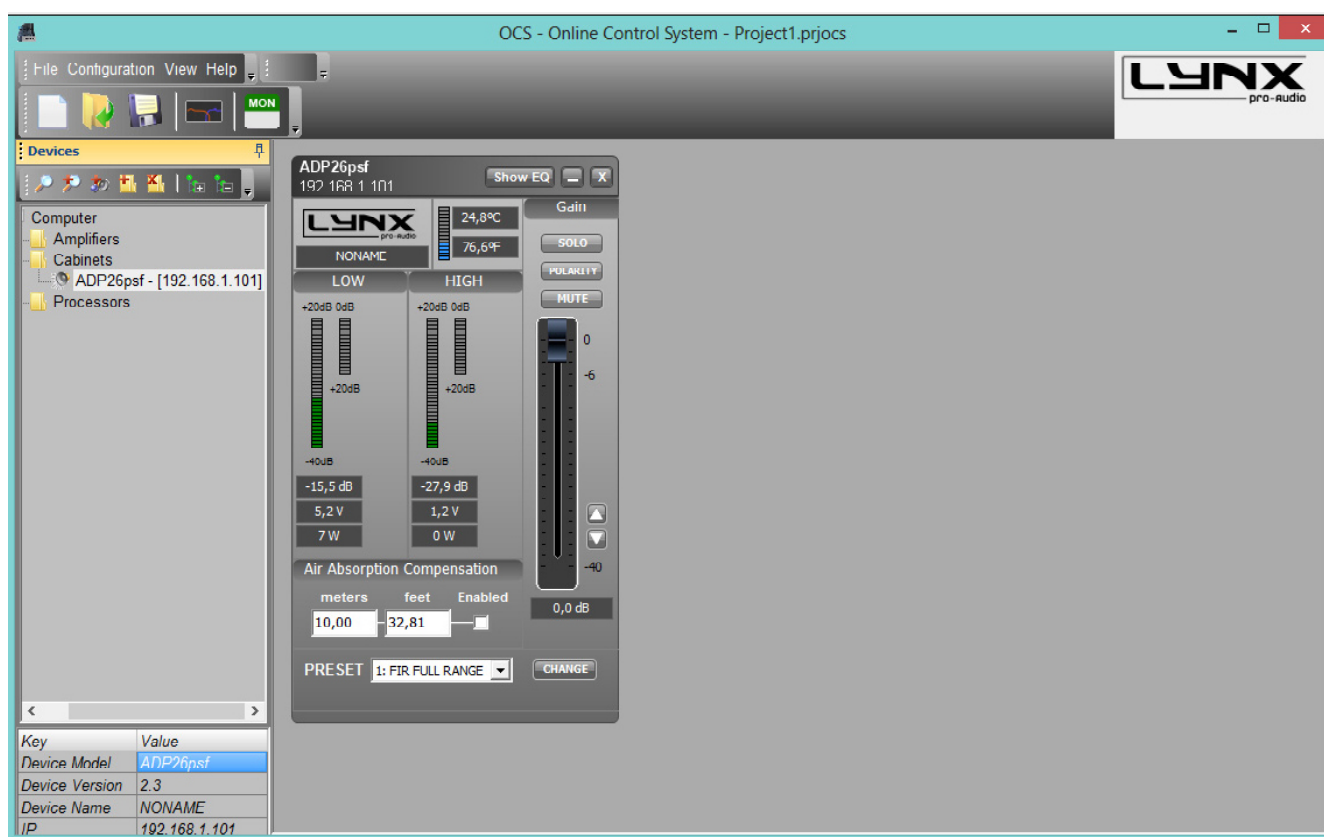 OCS - Online Control System - Project1.prjocs
File Configuration View Help
LYNX
pro-audio
MON
Devices
Computer
Amplifiers
Cabinets
ADP26psf - [192.168.1.101]
Processors
ADP26psf
192.168.1.101
Show EQ
X
LYNX
pro-audio
NONAME
24,8ºC
76,6ºF
Gain
SOLO
POLARITY
MUTE
LOW
HIGH
+20dB 0dB
+20dB 0dB
+20dB
+20dB
-40dB
-40dB
0
-6
-40
-15,5 dB
-27,9 dB
5,2 V
1,2 V
7 W
0 W
0,0 dB
Air Absorption Compensation
meters feet Enabled
10,00 32,81
PRESET 1: FIR FULL RANGE CHANGE
Key Value
Device Model ADP26psf
Device Version 2.3
Device Name NONAME
IP 192.168.1.101